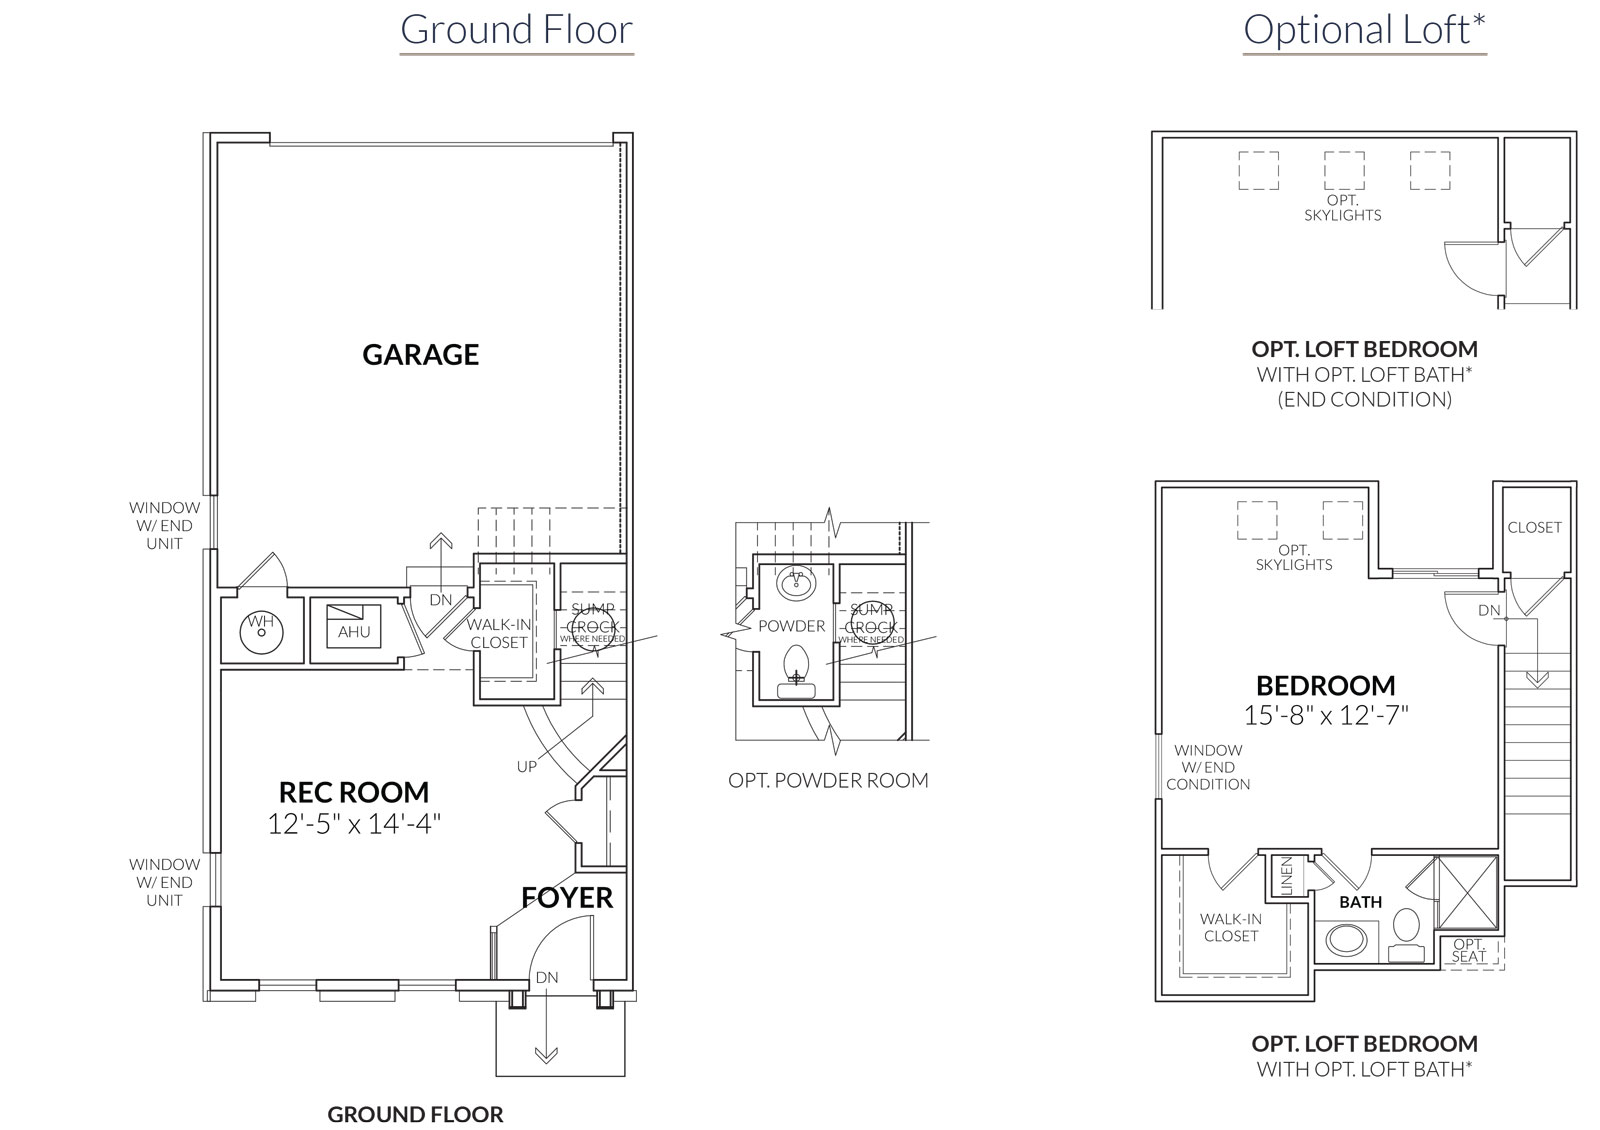 Ground Floor
GARAGE
WINDOW
W/ END
UNIT
DN
WH
AHU
WALK-IN
CLOSET
SUMP
CROCK
WHERE NEEDED
UP
REC ROOM
12'-5" x 14'-4"
WINDOW
W/ END
UNIT
FOYER
DN
GROUND FLOOR
POWDER
SUMP
CROCK
WHERE NEEDED
OPT. POWDER ROOM
Optional Loft*
OPT.
SKYLIGHTS
OPT. LOFT BEDROOM
WITH OPT. LOFT BATH*
(END CONDITION)
CLOSET
OPT.
SKYLIGHTS
DN
BEDROOM
15'-8" x 12'-7"
WINDOW
W/ END
CONDITION
LINEN
BATH
WALK-IN
CLOSET
OPT.
SEAT
OPT. LOFT BEDROOM
WITH OPT. LOFT BATH*